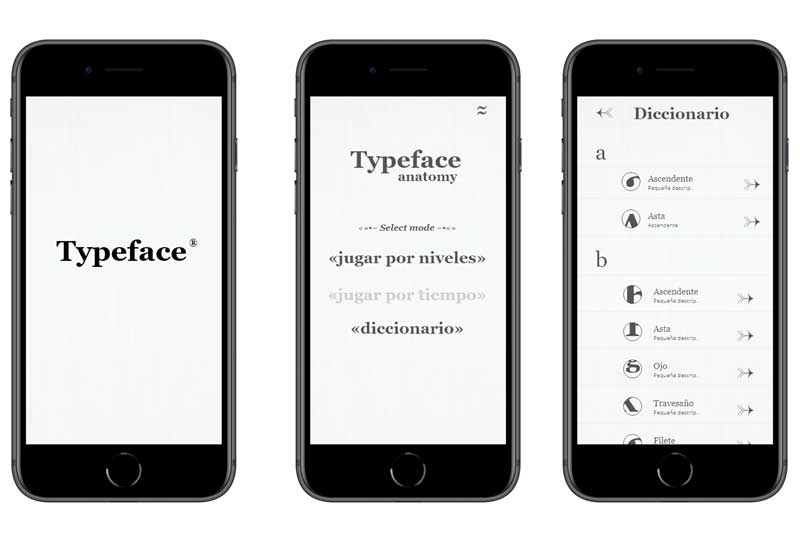 Typeface®
≈
Typeface
anatomy
«»•– Select mode –•«»
«jugar por niveles»
«jugar por tiempo»
«diccionario»
Diccionario
a
Ascendente
Pequeña descrip..
Asta
Ascendente
b
Ascendente
Pequeña descrip..
Asta
Pequeña descrip..
Ojo
Pequeña descrip..
Travesaño
Pequeña descrip..
Filete